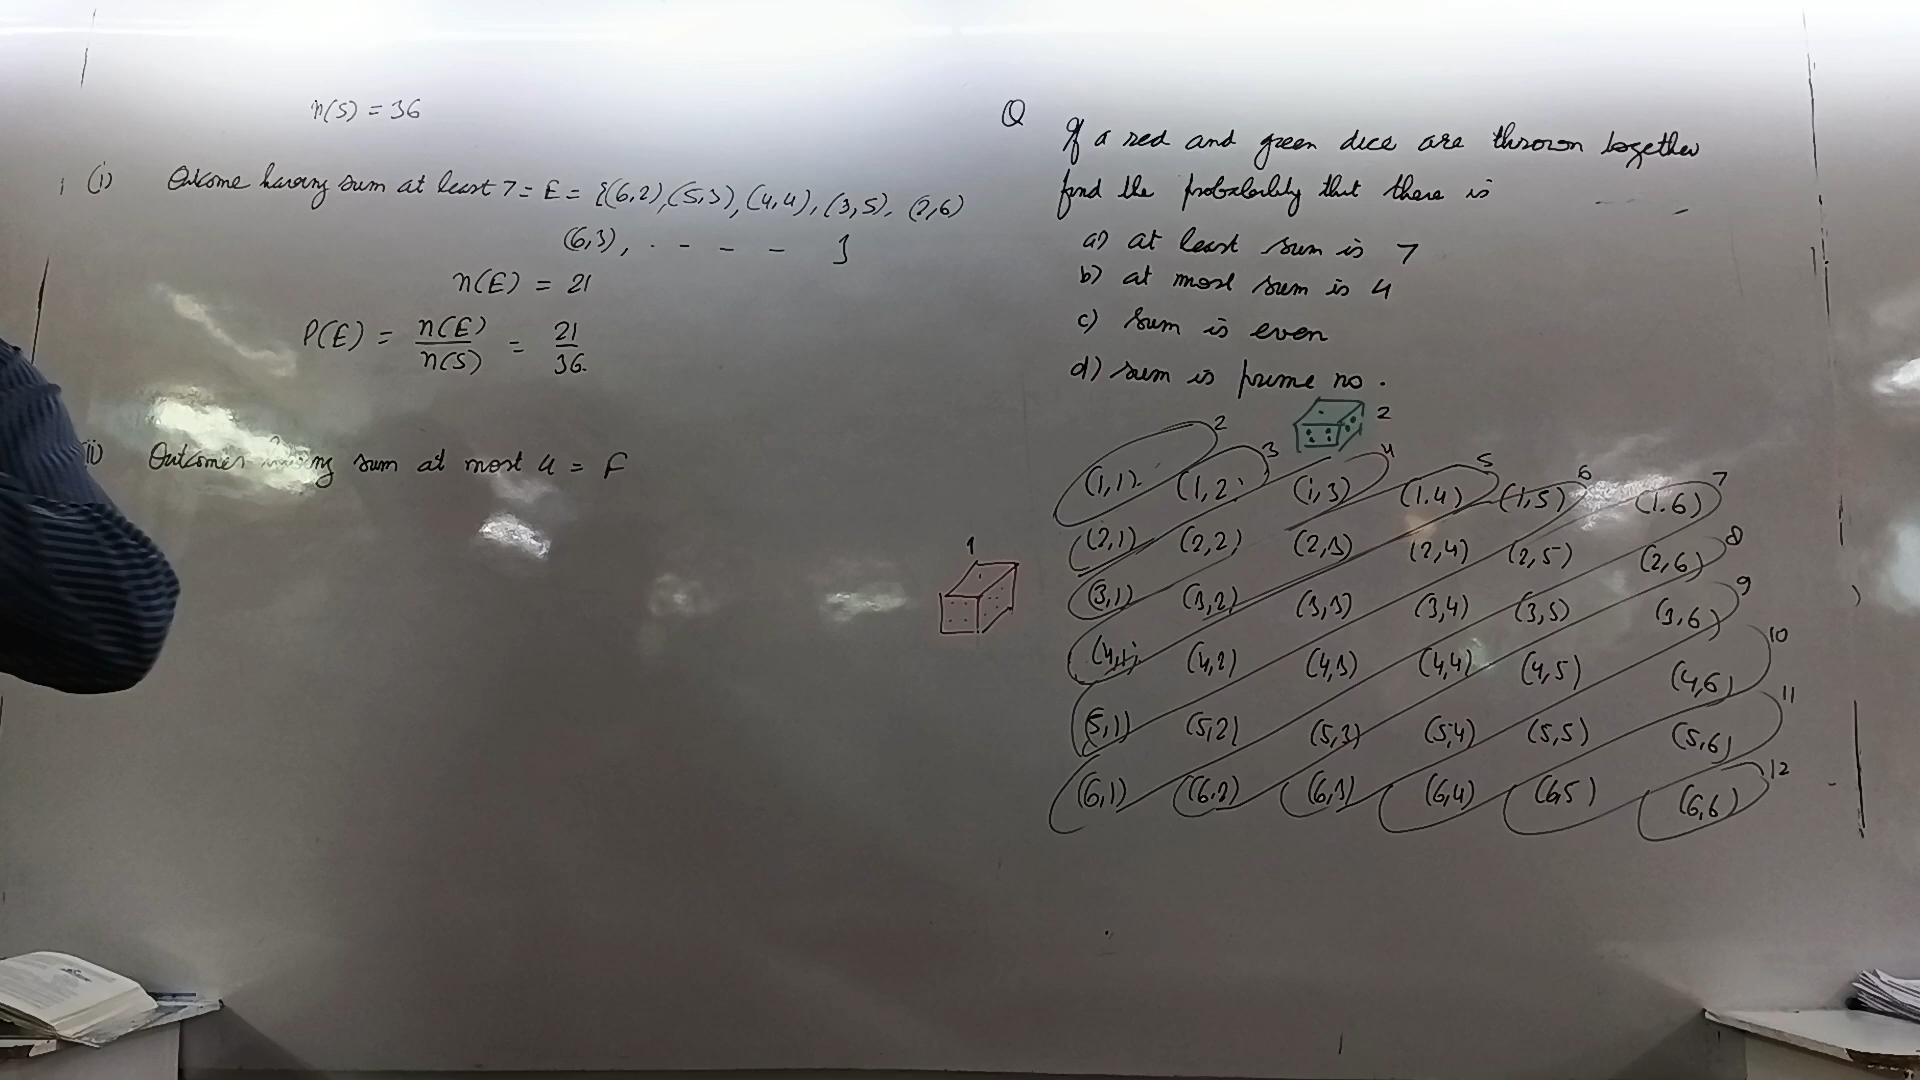 n(S) = 36
(i) Outcome having sum at least 7 = E = {(6,2), (5,3), (4,4), (3,5), (2,6)
(6,3), . - - - - }
n(E) = 21
P(E) = n(E)/n(S) = 21/36.
(ii) Outcomes having sum at most 4 = F
Q If a red and green dice are thrown together
find the probability that there is
a) at least sum is 7
b) at most sum is 4
c) sum is even
d) sum is prime no.
2
1
2 3 4 5 6 7
(1,1) (1,2) (1,3) (1,4) (1,5) (1,6)
(2,1) (2,2) (2,3) (2,4) (2,5) (2,6) 8
(3,1) (3,2) (3,3) (3,4) (3,5) (3,6) 9
(4,1) (4,2) (4,3) (4,4) (4,5) (4,6) 10
(5,1) (5,2) (5,3) (5,4) (5,5) (5,6) 11
(6,1) (6,2) (6,3) (6,4) (6,5) (6,6) 12